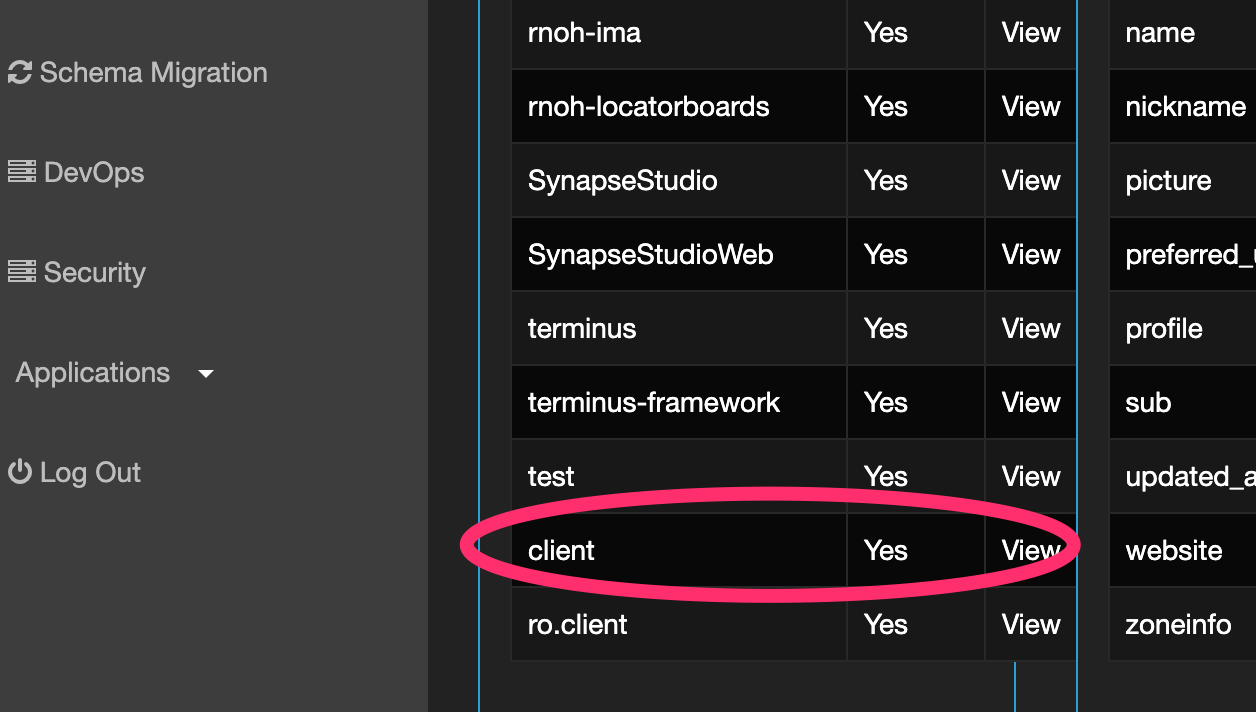 Schema Migration
DevOps
Security
Applications
Log Out
rnoh-ima Yes View
rnoh-locatorboards Yes View
SynapseStudio Yes View
SynapseStudioWeb Yes View
terminus Yes View
terminus-framework Yes View
test Yes View
client Yes View
ro.client Yes View
name
nickname
picture
preferred_
profile
sub
updated_a
website
zoneinfo